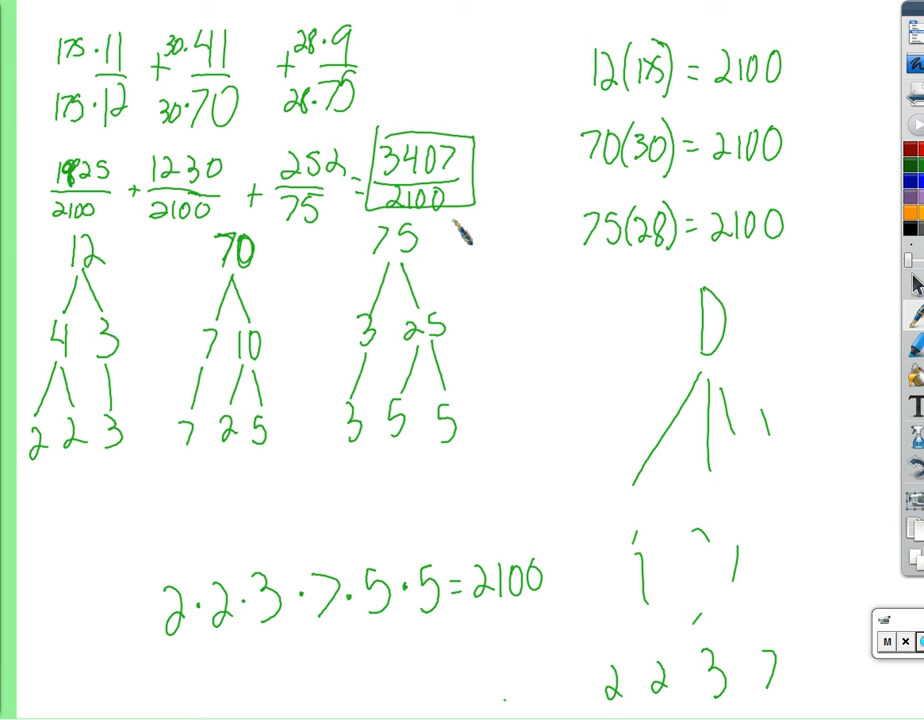 175·11 + 30·41 + 28·9
175·12 30·70 28·75
1925 + 1230 + 252 = 3407
2100 2100 75 2100
12 70 75
4 3 7 10 3 25
2 2 3 7 2 5 3 5 5
2·2·3·7·5·5=2100
12(175) = 2100
70(30) = 2100
75(28) = 2100
D
2 2 3 7
T
M